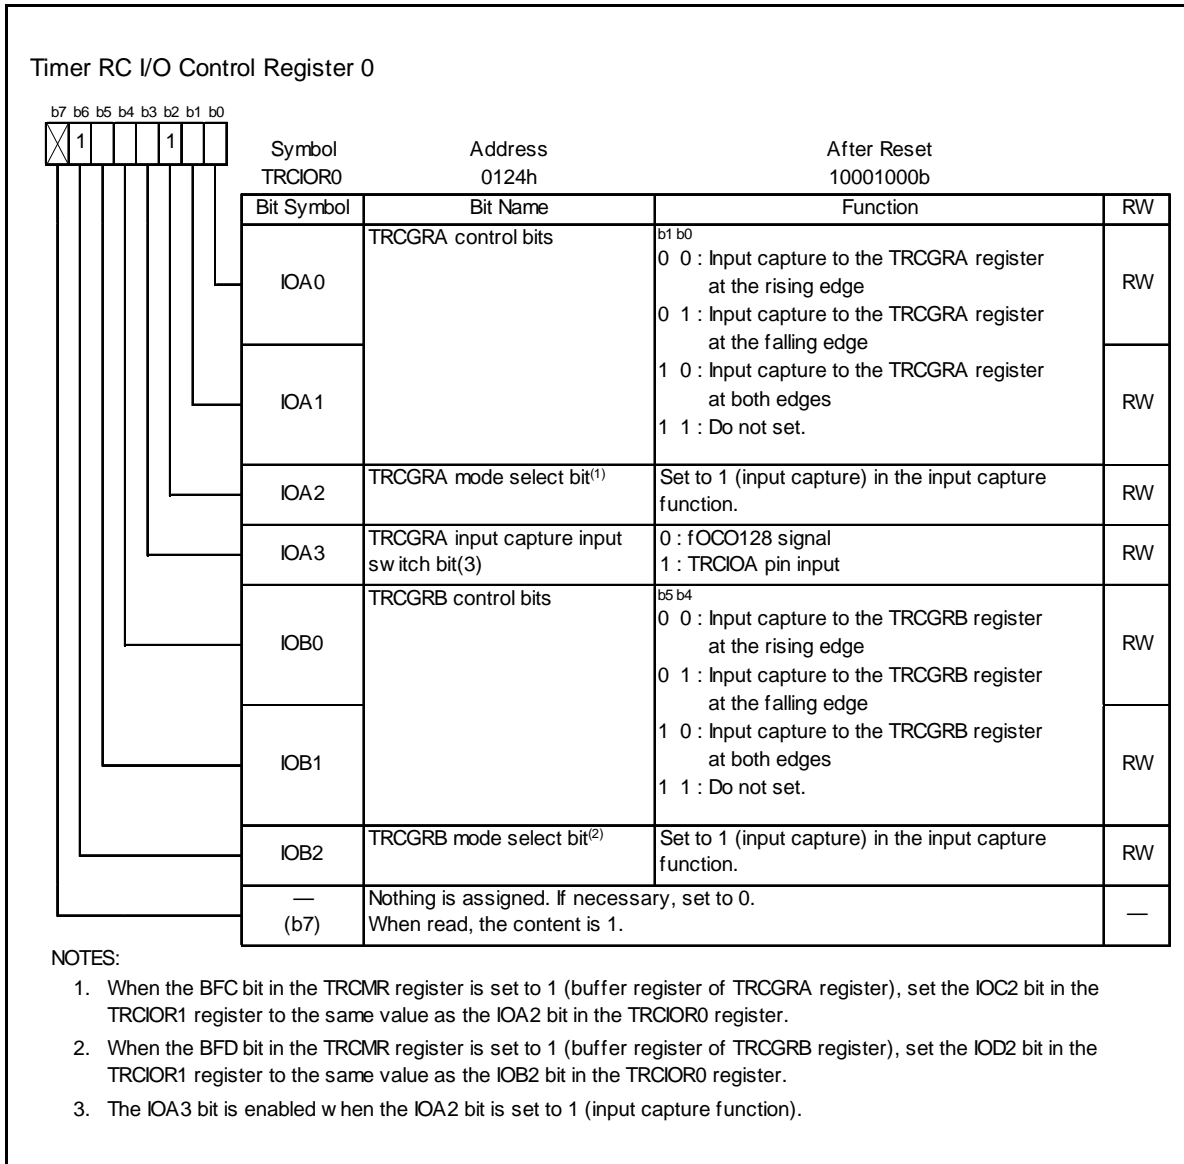 Timer RC I/O Control Register 0
b7 b6 b5 b4 b3 b2 b1 b0
1 1
Symbol Address After Reset
TRCIOR0 0124h 10001000b
Bit Symbol Bit Name Function RW
IOA0 TRCGRA control bits b1 b0
0 0 : Input capture to the TRCGRA register
at the rising edge RW
0 1 : Input capture to the TRCGRA register
at the falling edge
IOA1 1 0 : Input capture to the TRCGRA register
at both edges RW
1 1 : Do not set.
IOA2 TRCGRA mode select bit(1) Set to 1 (input capture) in the input capture
function. RW
IOA3 TRCGRA input capture input
switch bit(3) 0 : fOCO128 signal
1 : TRCIOA pin input RW
IOB0 TRCGRB control bits b5 b4
0 0 : Input capture to the TRCGRB register
at the rising edge RW
0 1 : Input capture to the TRCGRB register
at the falling edge
IOB1 1 0 : Input capture to the TRCGRB register
at both edges RW
1 1 : Do not set.
IOB2 TRCGRB mode select bit(2) Set to 1 (input capture) in the input capture
function. RW
—
(b7) Nothing is assigned. If necessary, set to 0.
When read, the content is 1. —
NOTES:
1. When the BFC bit in the TRCMR register is set to 1 (buffer register of TRCGRA register), set the IOC2 bit in the
TRCIOR1 register to the same value as the IOA2 bit in the TRCIOR0 register.
2. When the BFD bit in the TRCMR register is set to 1 (buffer register of TRCGRB register), set the IOD2 bit in the
TRCIOR1 register to the same value as the IOB2 bit in the TRCIOR0 register.
3. The IOA3 bit is enabled when the IOA2 bit is set to 1 (input capture function).